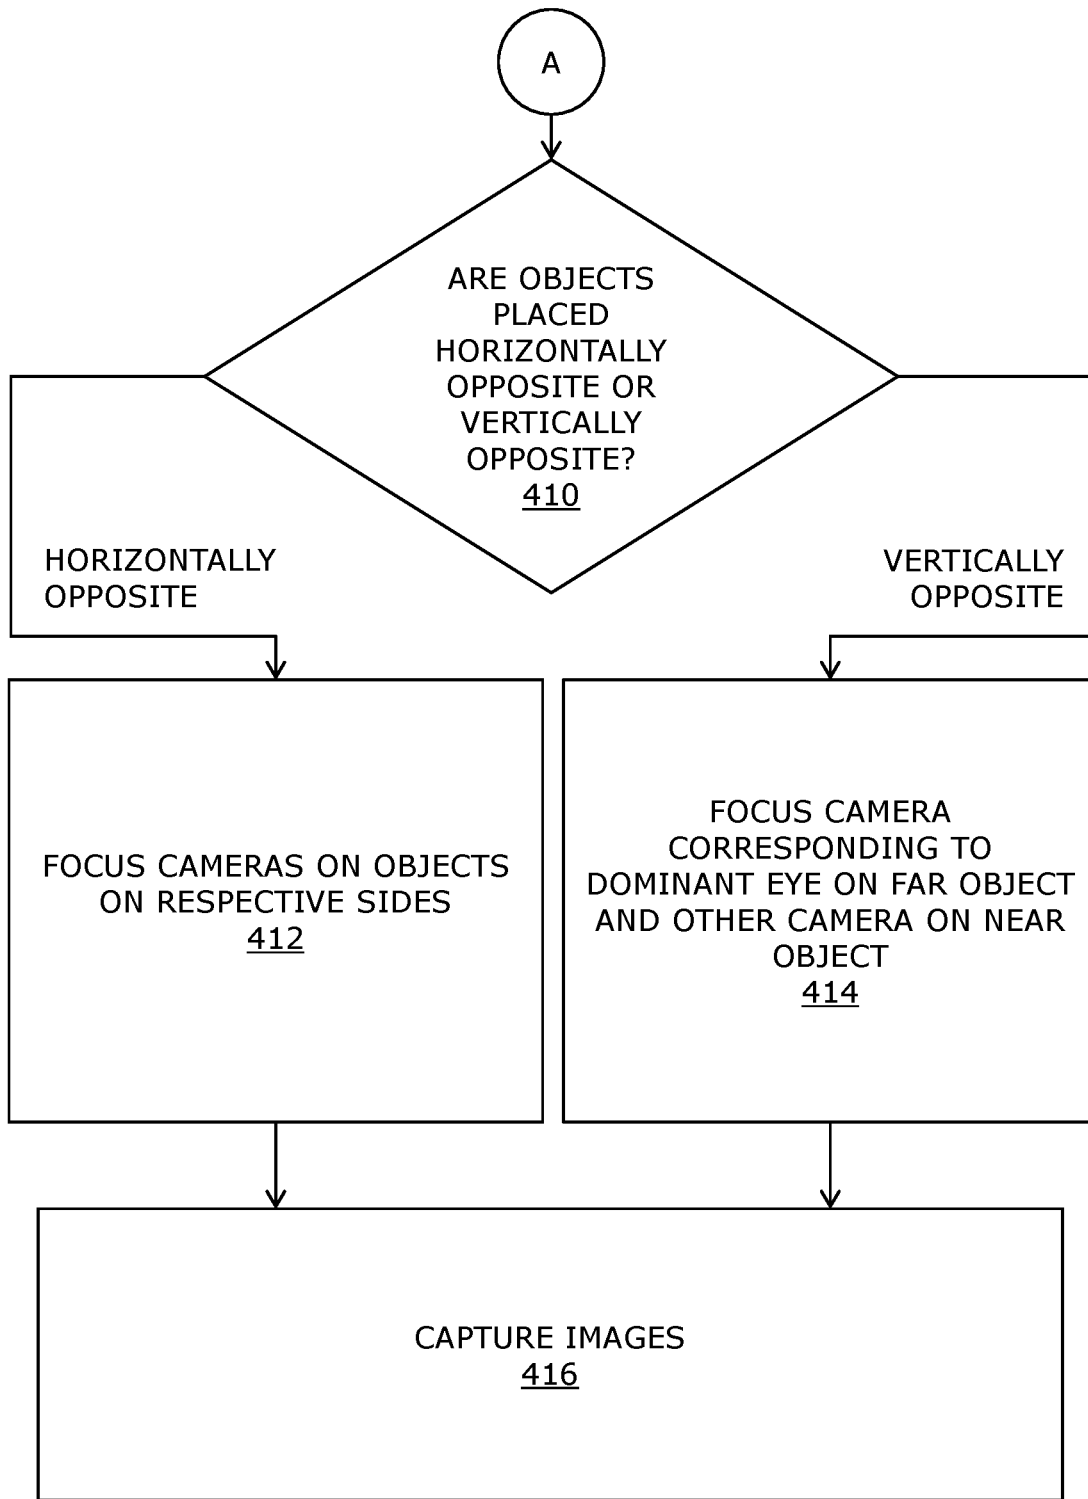 A
ARE OBJECTS
PLACED
HORIZONTALLY
OPPOSITE OR
VERTICALLY
OPPOSITE?
410
HORIZONTALLY
OPPOSITE
VERTICALLY
OPPOSITE
FOCUS CAMERAS ON OBJECTS
ON RESPECTIVE SIDES
412
FOCUS CAMERA
CORRESPONDING TO
DOMINANT EYE ON FAR OBJECT
AND OTHER CAMERA ON NEAR
OBJECT
414
CAPTURE IMAGES
416